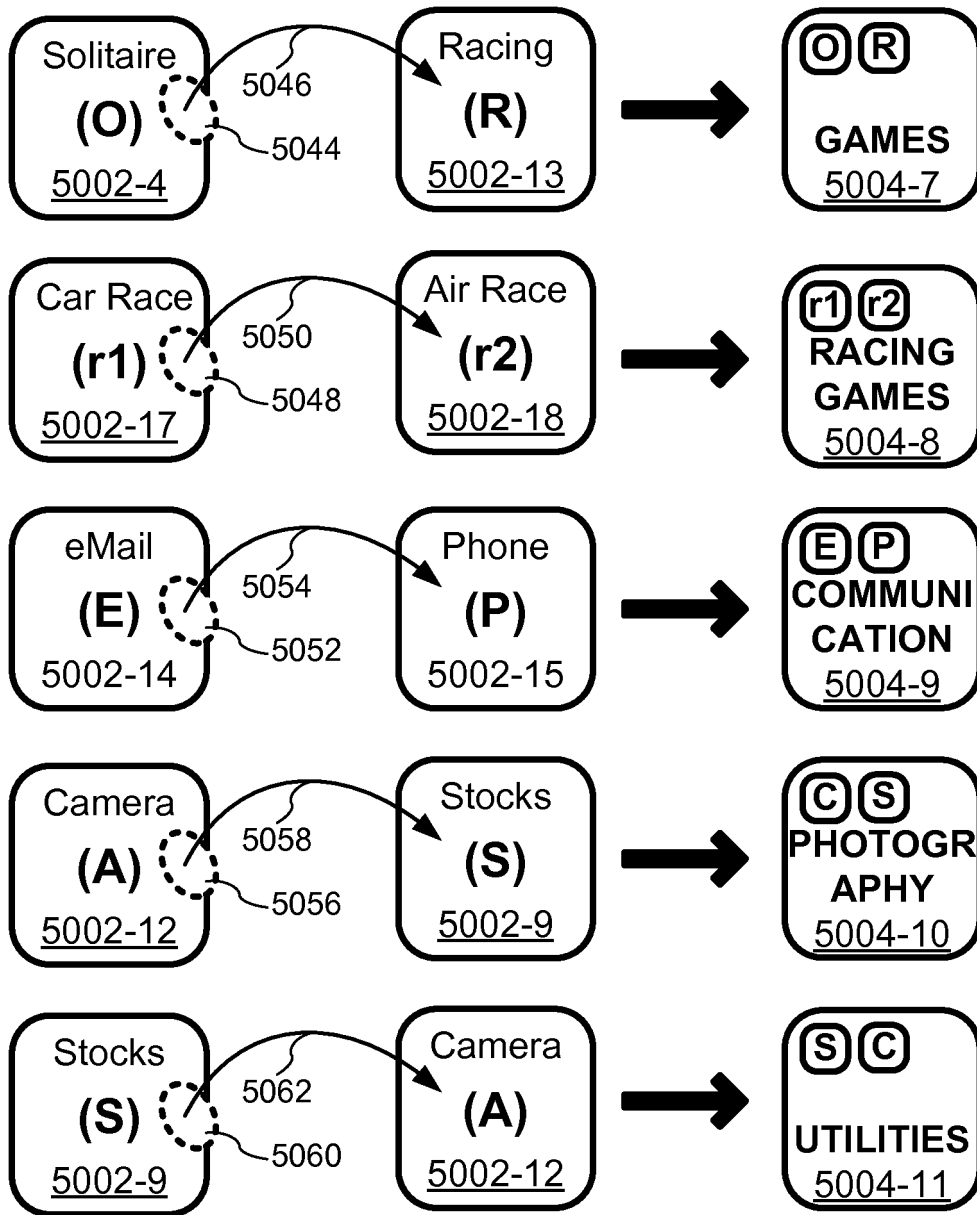 Solitaire
(O)
5002-4
5046
5044
Racing
(R)
5002-13
O R
GAMES
5004-7
Car Race
(r1)
5002-17
5050
5048
Air Race
(r2)
5002-18
r1 r2
RACING
GAMES
5004-8
eMail
(E)
5002-14
5054
5052
Phone
(P)
5002-15
E P
COMMUNI
CATION
5004-9
Camera
(A)
5002-12
5058
5056
Stocks
(S)
5002-9
C S
PHOTOGR
APHY
5004-10
Stocks
(S)
5002-9
5062
5060
Camera
(A)
5002-12
S C
UTILITIES
5004-11